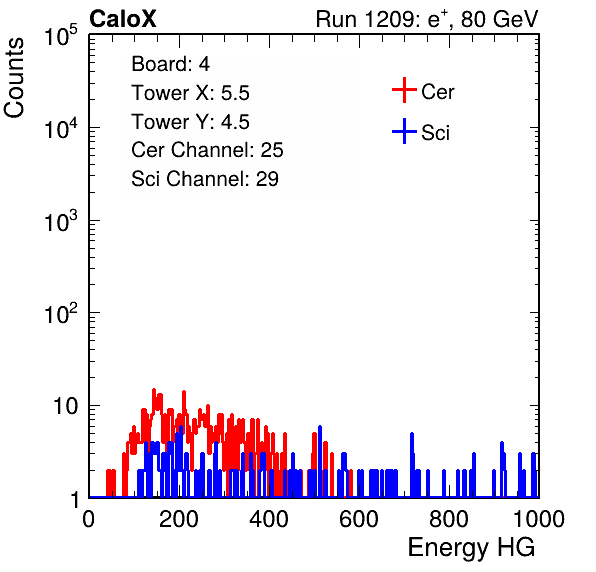 CaloX Run 1209: e⁺, 80 GeV
Counts
Board: 4
Tower X: 5.5
Tower Y: 4.5
Cer Channel: 25
Sci Channel: 29
Cer
Sci
10⁵
10⁴
10³
10²
10
1
0 200 400 600 800 1000
Energy HG